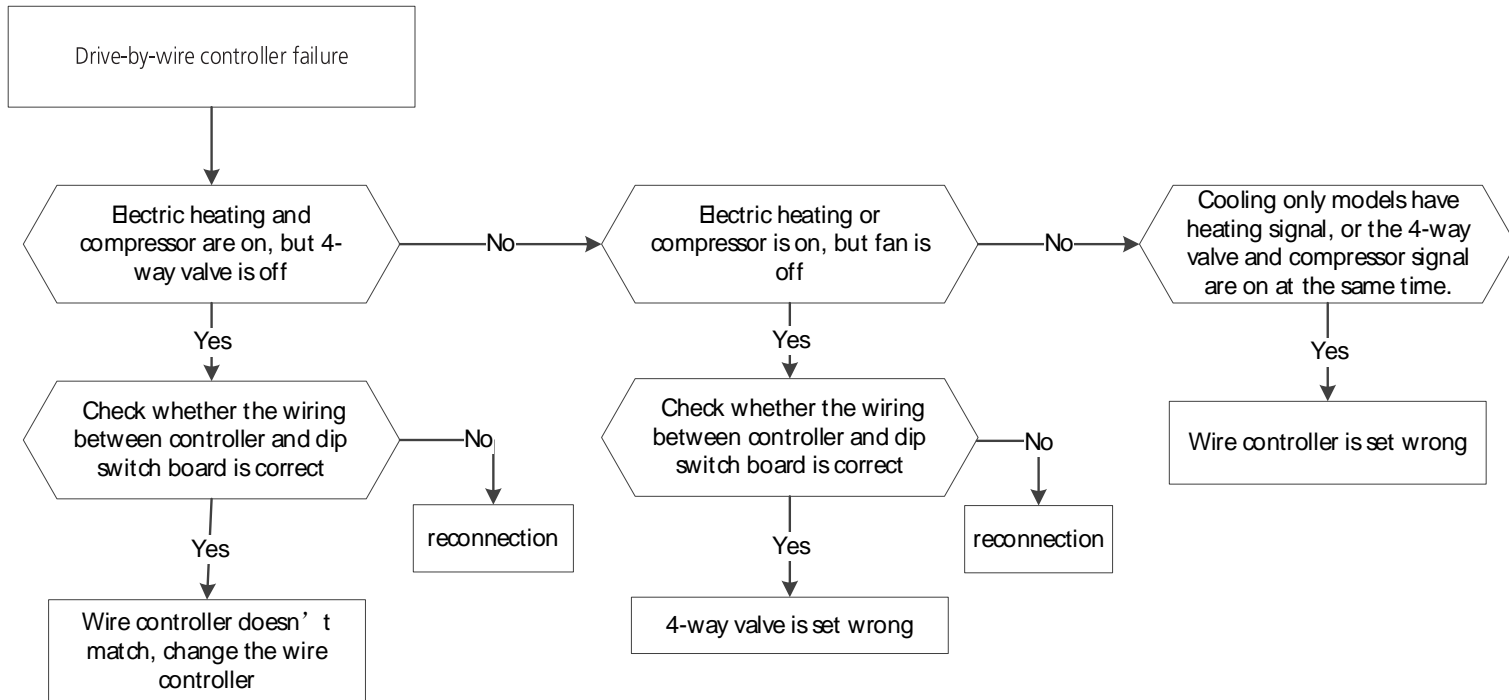 Drive-by-wire controller failure
Electric heating and
compressor are on, but 4-
way valve is off
No
Electric heating or
compressor is on, but fan is
off
No
Cooling only models have
heating signal, or the 4-way
valve and compressor signal
are on at the same time.
Yes
Yes
Yes
Check whether the wiring
between controller and dip
switch board is correct
No
Check whether the wiring
between controller and dip
switch board is correct
No
Wire controller is set wrong
reconnection
reconnection
Yes
Yes
Wire controller doesn’t
match, change the wire
controller
4-way valve is set wrong